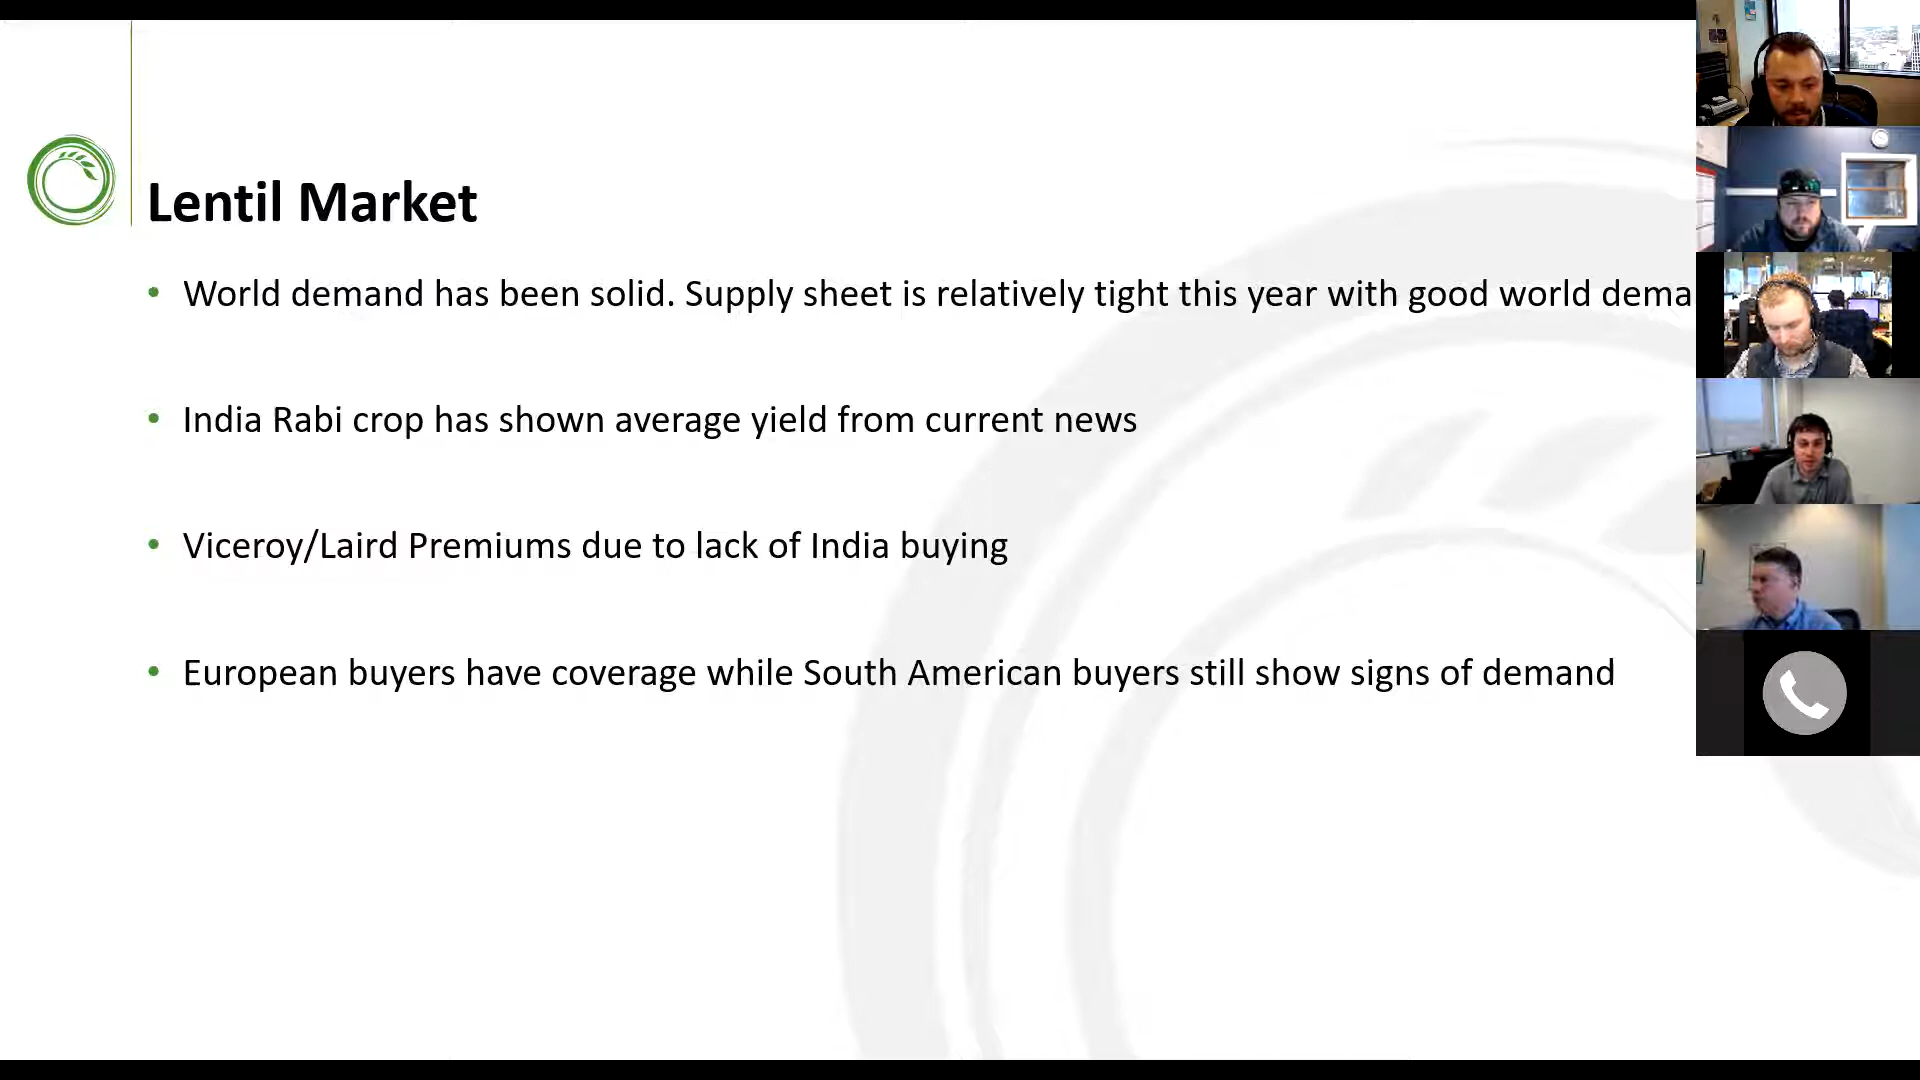 Lentil Market
• World demand has been solid. Supply sheet is relatively tight this year with good world dema
• India Rabi crop has shown average yield from current news
• Viceroy/Laird Premiums due to lack of India buying
• European buyers have coverage while South American buyers still show signs of demand